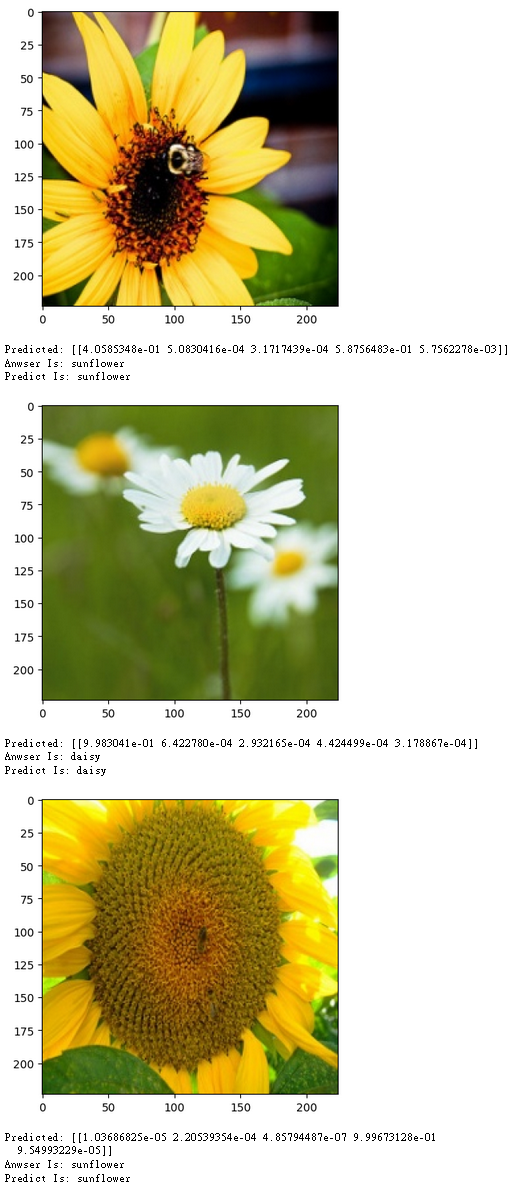 0
25
50
75
100
125
150
175
200
0 50 100 150 200
Predicted: [[4.0585348e-01 5.0830416e-04 3.1717439e-04 5.8756483e-01 5.7562278e-03]]
Anwser Is: sunflower
Predict Is: sunflower
0
25
50
75
100
125
150
175
200
0 50 100 150 200
Predicted: [[9.983041e-01 6.422780e-04 2.932165e-04 4.424499e-04 3.178867e-04]]
Anwser Is: daisy
Predict Is: daisy
0
25
50
75
100
125
150
175
200
0 50 100 150 200
Predicted: [[1.03686825e-05 2.20539354e-04 4.85794487e-07 9.99673128e-01
9.54993229e-05]]
Anwser Is: sunflower
Predict Is: sunflower